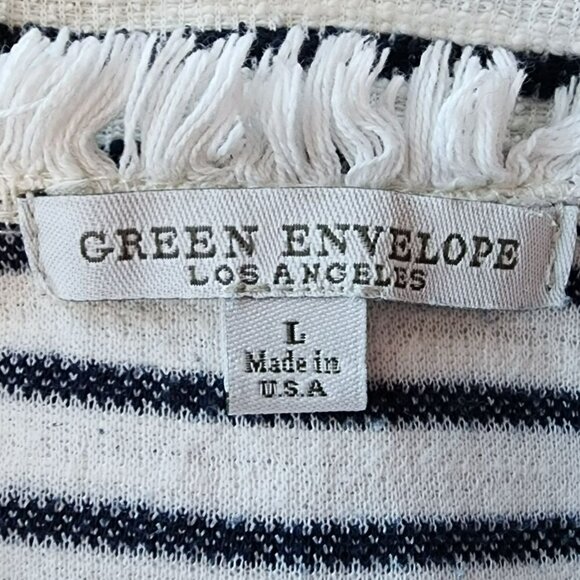 GREEN ENVELOPE
LOS ANGELES
L
Made in
U.S.A